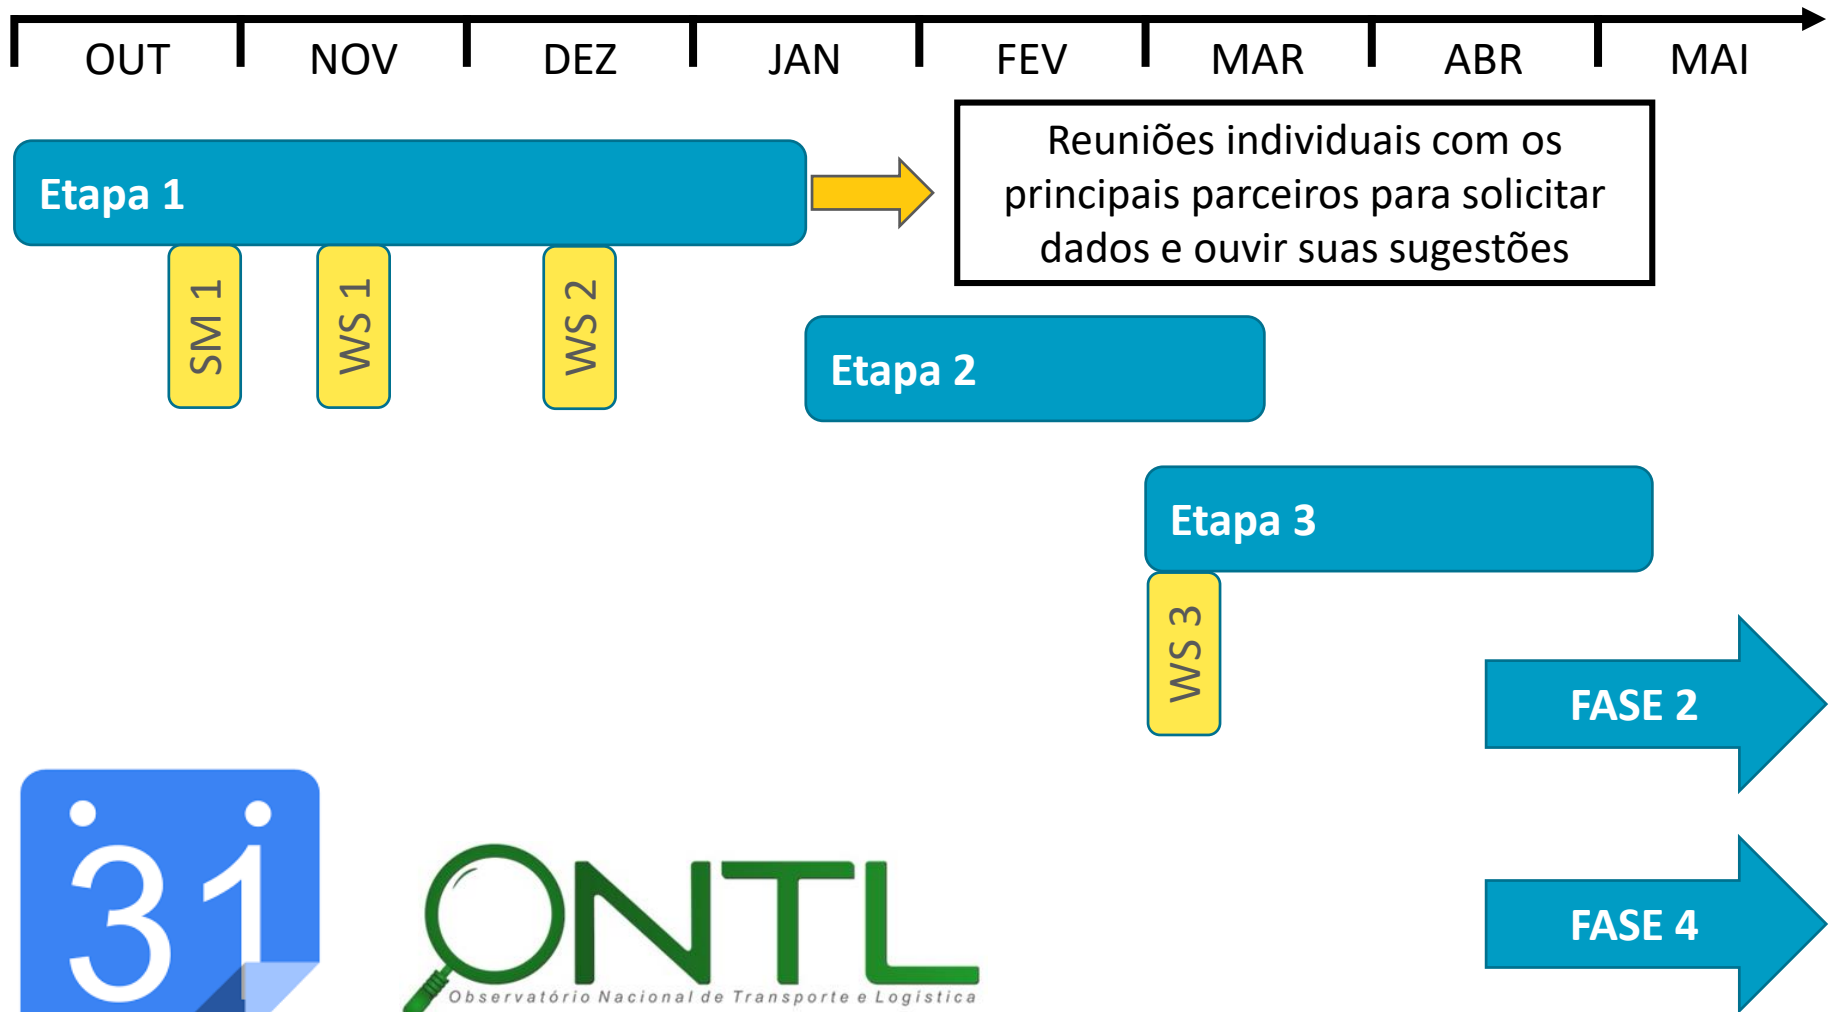 OUT
NOV
DEZ
JAN
FEV
MAR
ABR
MAI
Etapa 1
Reuniões individuais com os
principais parceiros para solicitar
dados e ouvir suas sugestões
SM 1
WS 1
WS 2
Etapa 2
Etapa 3
WS 3
FASE 2
FASE 4
31
ONTL
Observatório Nacional de Transporte e Logística